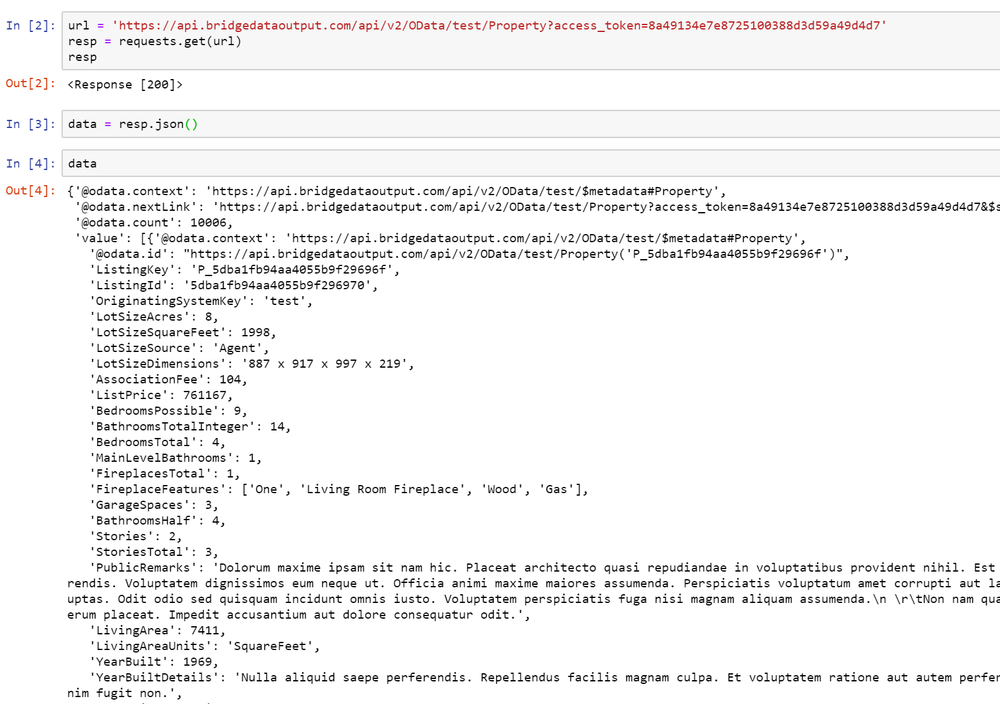 In [2]: url = 'https://api.bridgedataoutput.com/api/v2/OData/test/Property?access_token=8a49134e7e8725100388d3d59a49d4d7'
resp = requests.get(url)
resp
Out[2]: <Response [200]>
In [3]: data = resp.json()
In [4]: data
Out[4]: {'@odata.context': 'https://api.bridgedataoutput.com/api/v2/OData/test/$metadata#Property',
'@odata.nextLink': 'https://api.bridgedataoutput.com/api/v2/OData/test/Property?access_token=8a49134e7e8725100388d3d59a49d4d7&$s
'@odata.count': 10006,
'value': [{'@odata.context': 'https://api.bridgedataoutput.com/api/v2/OData/test/$metadata#Property',
'@odata.id': "https://api.bridgedataoutput.com/api/v2/OData/test/Property('P_5dba1fb94aa4055b9f29696f')",
'ListingKey': 'P_5dba1fb94aa4055b9f29696f',
'ListingId': '5dba1fb94aa4055b9f296970',
'OriginatingSystemKey': 'test',
'LotSizeAcres': 8,
'LotSizeSquareFeet': 1998,
'LotSizeSource': 'Agent',
'LotSizeDimensions': '887 x 917 x 997 x 219',
'AssociationFee': 104,
'ListPrice': 761167,
'BedroomsPossible': 9,
'BathroomsTotalInteger': 14,
'BedroomsTotal': 4,
'MainLevelBathrooms': 1,
'FireplacesTotal': 1,
'FireplaceFeatures': ['One', 'Living Room Fireplace', 'Wood', 'Gas'],
'GarageSpaces': 3,
'BathroomsHalf': 4,
'Stories': 2,
'StoriesTotal': 3,
'PublicRemarks': 'Dolorum maxime ipsam sit nam hic. Placeat architecto quasi repudiandae in voluptatibus provident nihil. Est
rendis. Voluptatem dignissimos eum neque ut. Officia animi maxime maiores assumenda. Perspiciatis voluptatum amet corrupti aut la
uptas. Odit odio sed quisquam incidunt omnis iusto. Voluptatem perspiciatis fuga nisi magnam aliquam assumenda.\n \r\tNon nam qua
erum placeat. Impedit accusantium aut dolore consequatur odit.',
'LivingArea': 7411,
'LivingAreaUnits': 'SquareFeet',
'YearBuilt': 1969,
'YearBuiltDetails': 'Nulla aliquid saepe perferendis. Repellendus facilis magnam culpa. Et voluptatem ratione aut autem perfer
nim fugit non.',